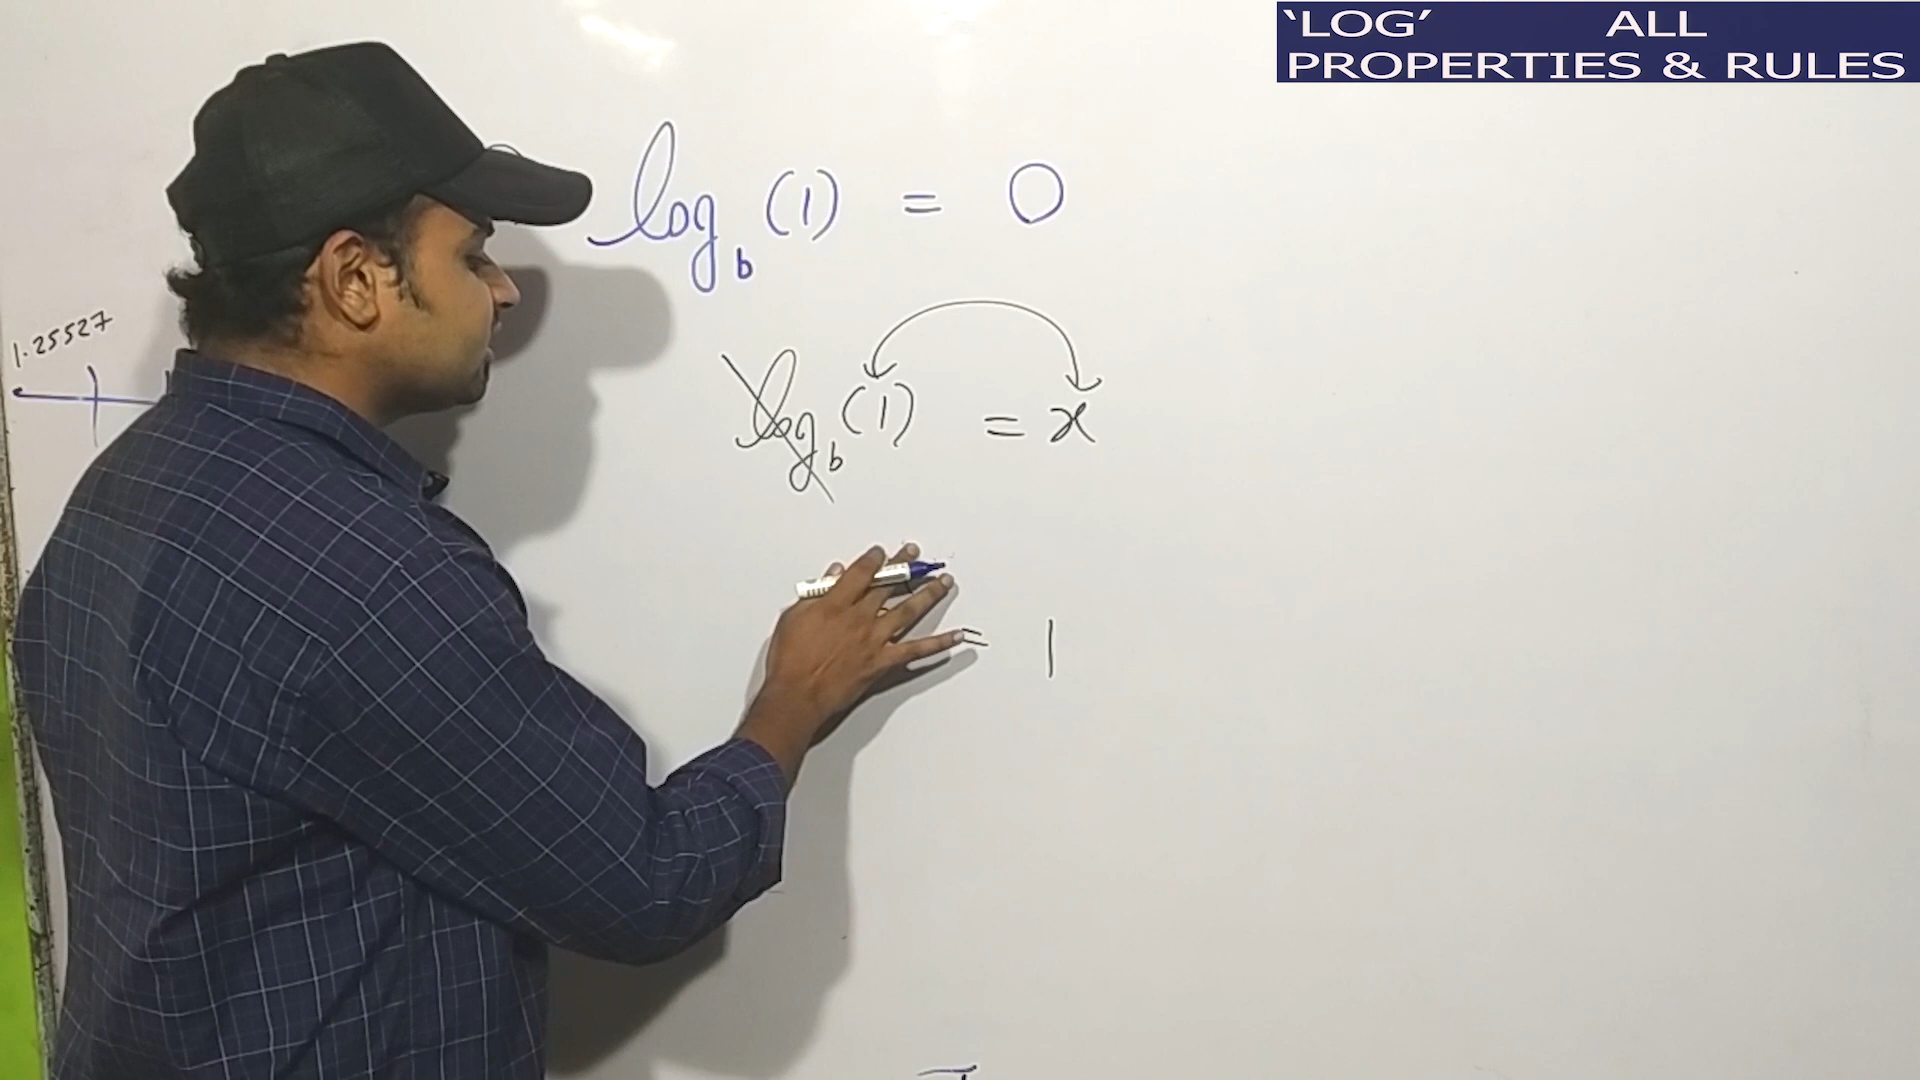 ‘LOG’ ALL
PROPERTIES & RULES
log_b (1) = 0
1.25527
log_b (1) = x
= 1